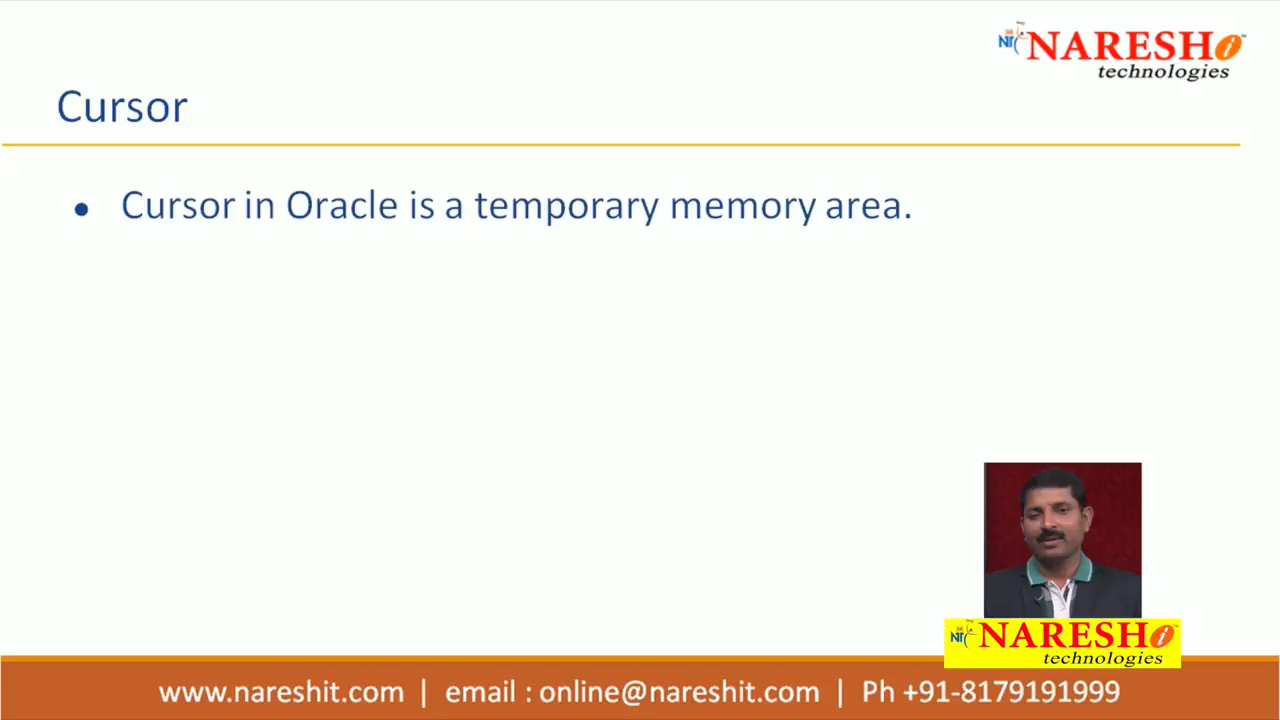 NARESH i
technologies
Cursor
• Cursor in Oracle is a temporary memory area.
NARESH i
technologies
www.nareshit.com | email : online@nareshit.com | Ph +91-8179191999